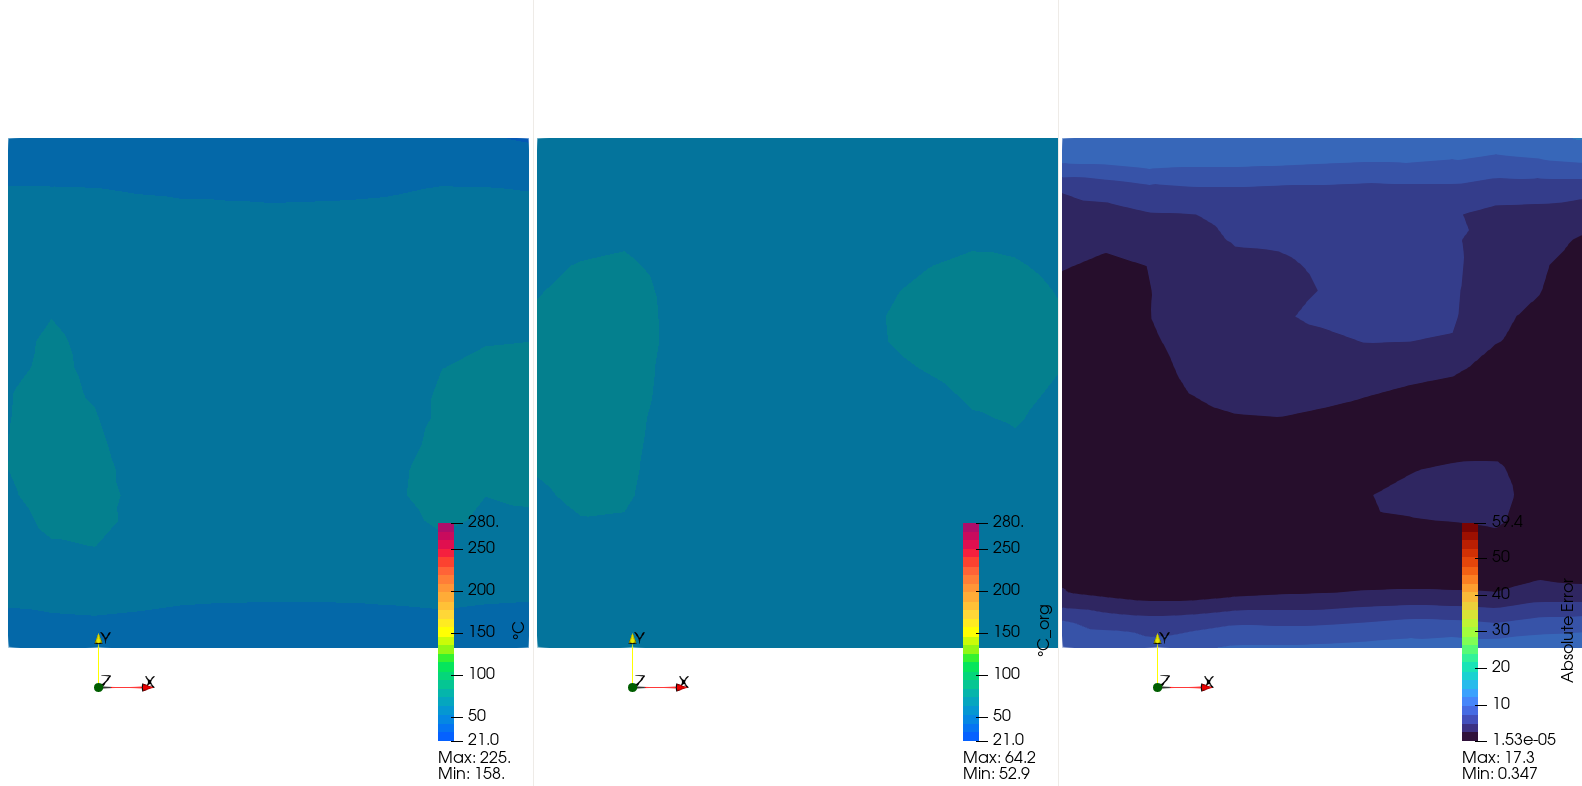 280.
250
200
150
100
50
21.0
°C
Max: 225.
Min: 158.
Y
Z
X
280.
250
200
150
100
50
21.0
°C_org
Max: 64.2
Min: 52.9
Y
Z
X
59.4
50
40
30
20
10
1.53e-05
Absolute Error
Max: 17.3
Min: 0.347
Y
Z
X